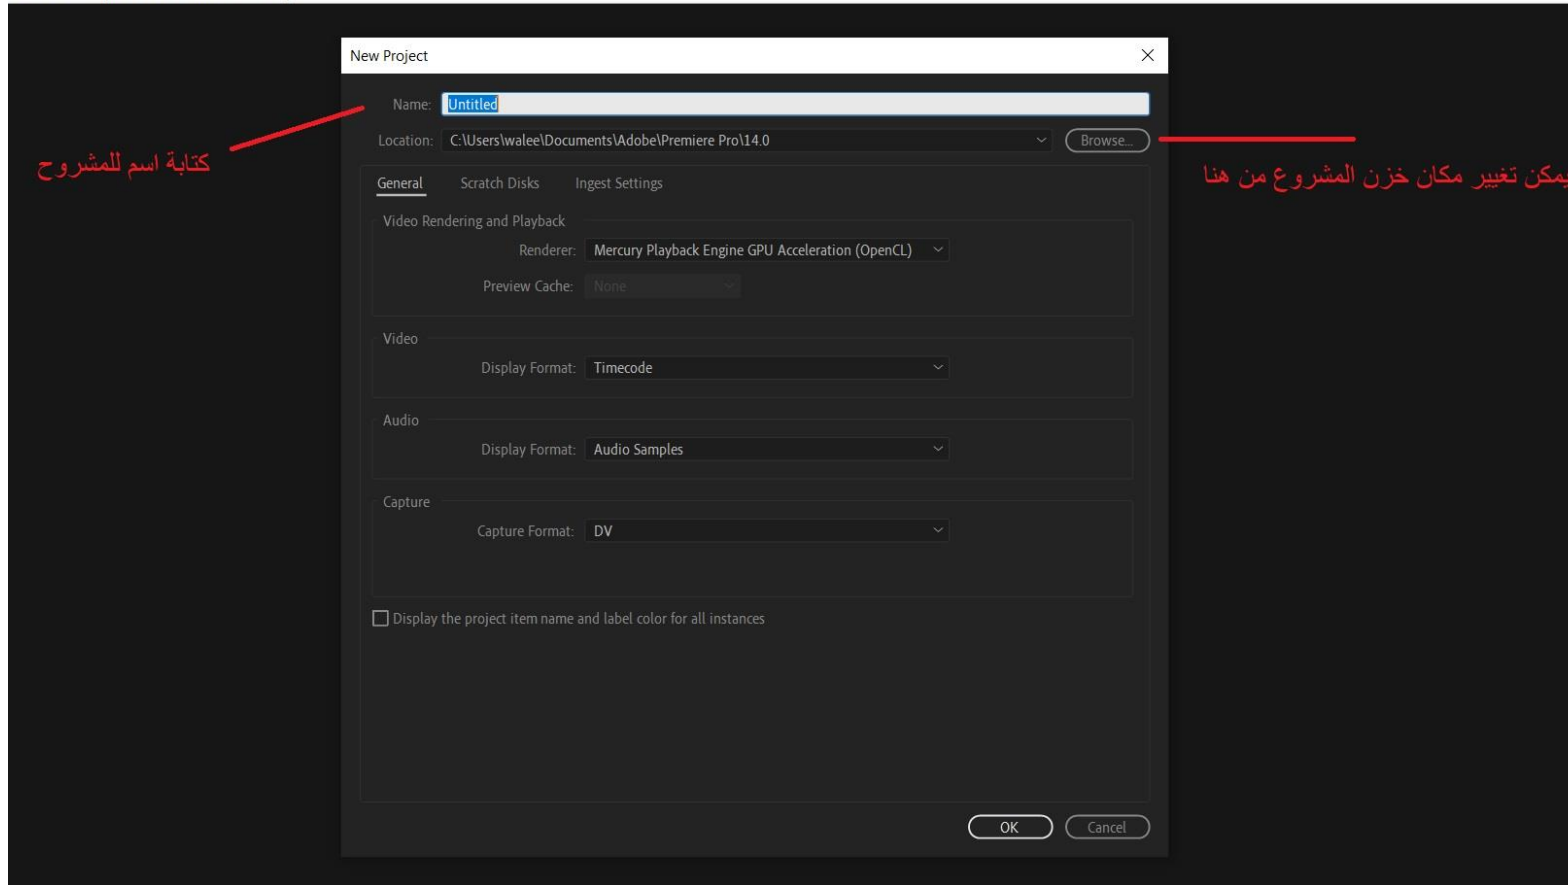 New Project
Name: Untitled
Location: C:\Users\walee\Documents\Adobe\Premiere Pro\14.0 Browse...
كتابة اسم للمشروح
يمكن تغيير مكان خزن المشروع من هنا
General Scratch Disks Ingest Settings
Video Rendering and Playback
Renderer: Mercury Playback Engine GPU Acceleration (OpenCL)
Preview Cache: None
Video
Display Format: Timecode
Audio
Display Format: Audio Samples
Capture
Capture Format: DV
Display the project item name and label color for all instances
OK Cancel